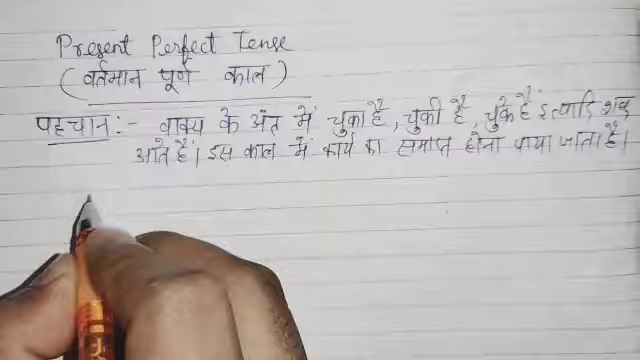 Present Perfect Tense
(वर्तमान पूर्ण काल)
पहचान :- वाक्य के अंत में चुका है, चुकी है, चुके हैं इत्यादि शब्द
आते हैं। इस काल में कार्य का समाप्त होना पाया जाता है।